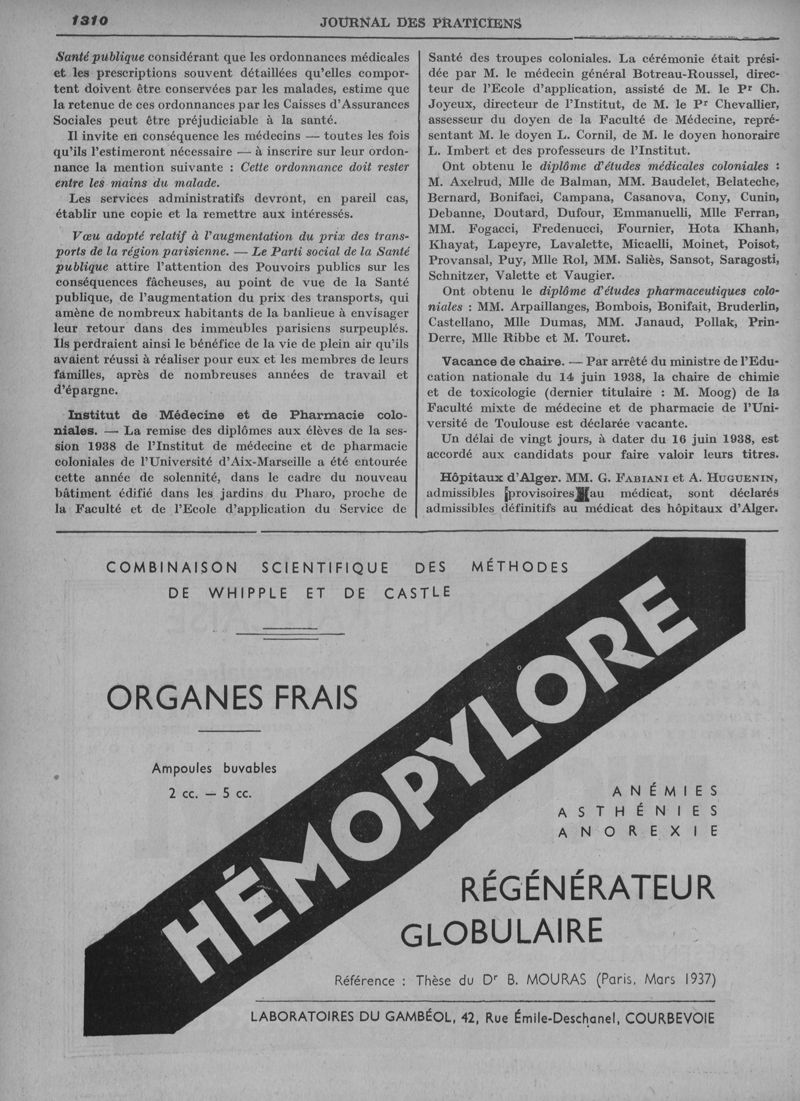 1310
JOURNAL DES PRATICIENS
Santé publique considérant que les ordonnances médicales
et les prescriptions souvent détaillées qu'elles compor-
tent doivent être conservées par les malades, estime que
la retenue de ces ordonnances par les Caisses d'Assurances
Sociales peut être préjudiciable à la santé.
Il invite en conséquence les médecins — toutes les fois
qu'ils l'estimeront nécessaire — à inscrire sur leur ordon-
nance la mention suivante : Cette ordonnance doit rester
entre les mains du malade.
Les services administratifs devront, en pareil cas,
établir une copie et la remettre aux intéressés.
Vœu adopté relatif à l'augmentation du prix des trans-
ports de la région parisienne. — Le Parti social de la Santé
publique attire l'attention des Pouvoirs publics sur les
conséquences fâcheuses, au point de vue de la Santé
publique, de l'augmentation du prix des transports, qui
amène de nombreux habitants de la banlieue à envisager
leur retour dans des immeubles parisiens surpeuplés.
Ils perdraient ainsi le bénéfice de la vie de plein air qu'ils
avaient réussi à réaliser pour eux et les membres de leurs
familles, après de nombreuses années de travail et
d'épargne.
Institut de Médecine et de Pharmacie colo-
niales. — La remise des diplômes aux élèves de la ses-
sion 1938 de l'Institut de médecine et de pharmacie
coloniales de l'Université d'Aix-Marseille a été entourée
cette année de solennité, dans le cadre du nouveau
bâtiment édifié dans les jardins du Pharo, proche de
la Faculté et de l'Ecole d'application du Service de
Santé des troupes coloniales. La cérémonie était prési-
dée par M. le médecin général Botreau-Roussel, direc-
teur de l'Ecole d'application, assisté de M. le Pr Ch.
Joyeux, directeur de l'Institut, de M. le Pr Chevallier,
assesseur du doyen de la Faculté de Médecine, repré-
sentant M. le doyen L. Cornil, de M. le doyen honoraire
L. Imbert et des professeurs de l'Institut.
Ont obtenu le diplôme d'études médicales coloniales :
M. Axelrud, Mlle de Balman, MM. Baudelet, Belateche,
Bernard, Bonifaci, Campana, Casanova, Cony, Cunin,
Debanne, Doutard, Dufour, Emmanuelli, Mlle Ferran,
MM. Fogacci, Fredenucci, Fournier, Hota Khanh,
Khayat, Lapeyre, Lavalette, Micaelli, Moinet, Poisot,
Provansal, Puy, Mlle Rol, MM. Saliès, Sansot, Saragosti,
Schnitzer, Valette et Vaugier.
Ont obtenu le diplôme d'études pharmaceutiques colo-
niales : MM. Arpaillanges, Bombois, Bonifait, Bruderlin,
Castellano, Mlle Dumas, MM. Janaud, Pollak, Prin-
Derre, Mlle Ribbe et M. Touret.
Vacance de chaire. — Par arrêté du ministre de l'Edu-
cation nationale du 14 juin 1938, la chaire de chimie
et de toxicologie (dernier titulaire : M. Moog) de la
Faculté mixte de médecine et de pharmacie de l'Uni-
versité de Toulouse est déclarée vacante.
Un délai de vingt jours, à dater du 16 juin 1938, est
accordé aux candidats pour faire valoir leurs titres.
Hôpitaux d'Alger. MM. G. FABIANI et A. HUGUENIN,
admissibles provisoires au médicat, sont déclarés
admissibles définitifs au médicat des hôpitaux d'Alger.
COMBINAISON SCIENTIFIQUE DES MÉTHODES
DE WHIPPLE ET DE CASTLE
ORGANES FRAIS
Ampoules buvables
2 cc. — 5 cc.
HÉMOPYLORE
ANÉMIES
ASTHÉNIES
ANOREXIE
RÉGÉNÉRATEUR
GLOBULAIRE
Référence : Thèse du Dr B. MOURAS (Paris, Mars 1937)
LABORATOIRES DU GAMBÉOL, 42, Rue Émile-Deschanel, COURBEVOIE